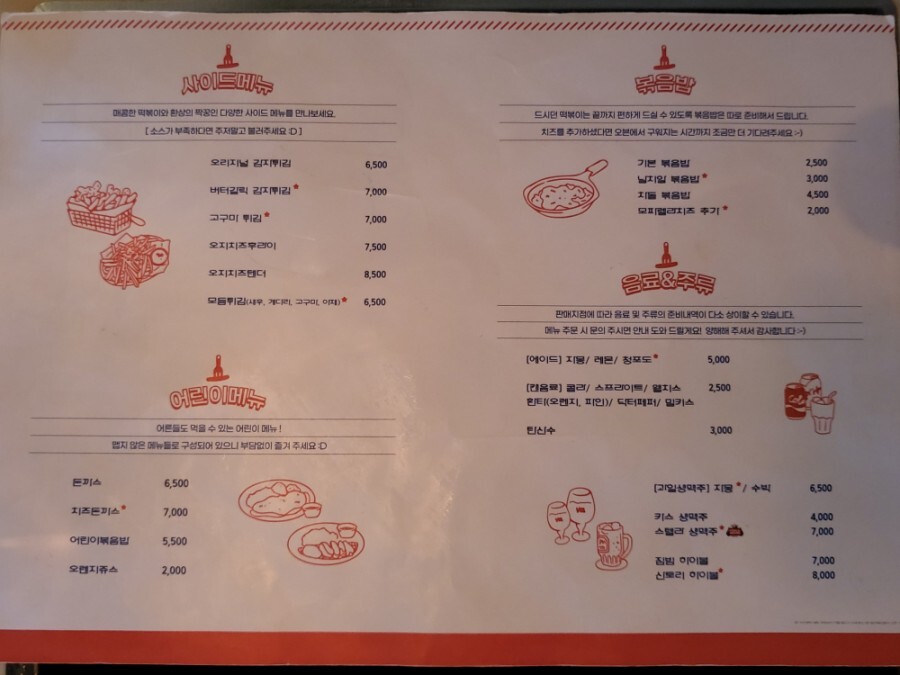 사이드메뉴
매콤한 떡볶이와 환상의 짝꿍인 다양한 사이드 메뉴를 만나보세요.
[ 소스가 부족하다면 주저말고 불러주세요 :D ]
오리지널 감자튀김 6,500
버터갈릭 감자튀김* 7,000
고구마 튀김* 7,000
오지치즈후라이 7,500
오지치즈텐더 8,500
모듬튀김(새우, 게다리, 고구마, 야채)* 6,500
어린이메뉴
어른들도 먹을 수 있는 어린이 메뉴 !
맵지 않은 메뉴들로 구성되어 있으니 부담없이 즐겨 주세요 :D
돈까스 6,500
치즈돈까스* 7,000
어린이볶음밥 5,500
오렌지쥬스 2,000
볶음밥
드시던 떡볶이는 끝까지 편하게 드실 수 있도록 볶음밥은 따로 준비해서 드립니다.
치즈를 추가하셨다면 오븐에서 구워지는 시간까지 조금만 더 기다려주세요 :-)
기본 볶음밥 2,500
날치알 볶음밥* 3,000
차돌 볶음밥 4,500
모짜렐라치즈 추가* 2,000
음료&주류
판매지점에 따라 음료 및 주류의 준비내역이 다소 상이할 수 있습니다.
메뉴 주문 시 문의 주시면 안내 도와 드릴게요! 양해해 주셔서 감사합니다 :-)
[에이드] 자몽/ 레몬/ 청포도* 5,000
[캔음료] 콜라/ 스프라이트/ 웰치스 2,500
환타(오렌지, 파인)/ 닥터페퍼/ 밀키스
탄산수 3,000
[과일생맥주] 자몽*/ 수박 6,500
카스 생맥주 4,000
스텔라 생맥주* 7,000
짐빔 하이볼 7,000
산토리 하이볼* 8,000